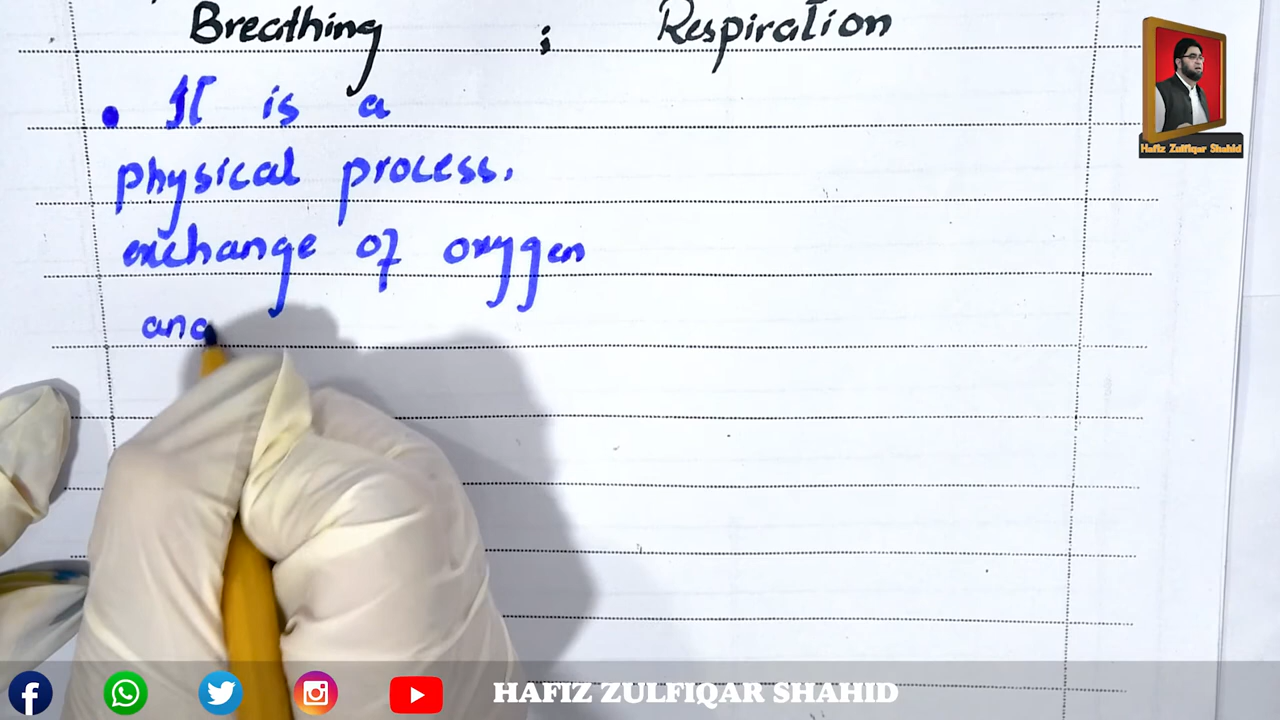 Breathing ; Respiration
• It is a
physical process.
exchange of oxygen
and
Hafiz Zulfiqar Shahid
HAFIZ ZULFIQAR SHAHID